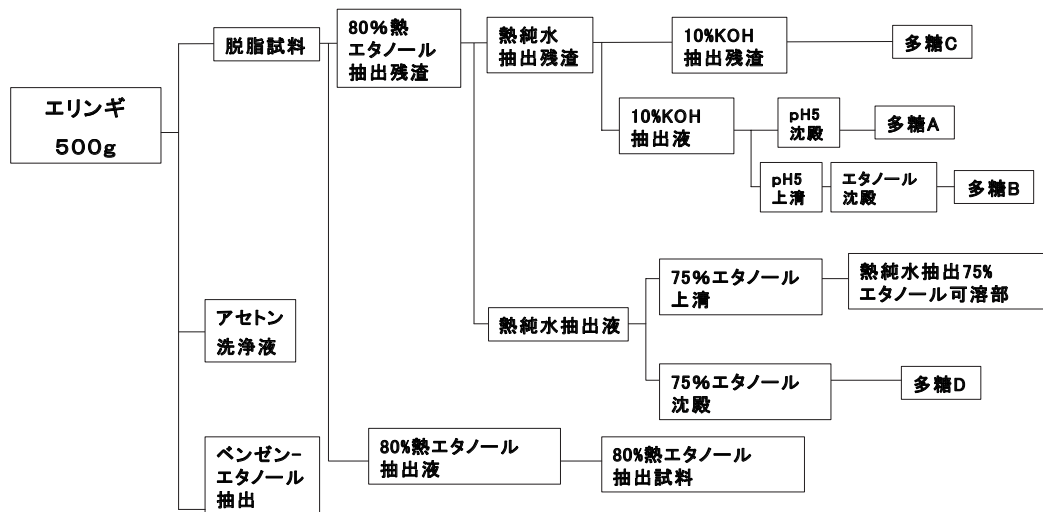 エリンギ
500g
脱脂試料
80%熱
エタノール
抽出残渣
熱純水
抽出残渣
10%KOH
抽出残渣
多糖C
10%KOH
抽出液
pH5
沈殿
多糖A
pH5
上清
エタノール
沈殿
多糖B
熱純水抽出液
75%エタノール
上清
熱純水抽出75%
エタノール可溶部
75%エタノール
沈殿
多糖D
80%熱エタノール
抽出液
80%熱エタノール
抽出試料
アセトン
洗浄液
ベンゼン-
エタノール
抽出